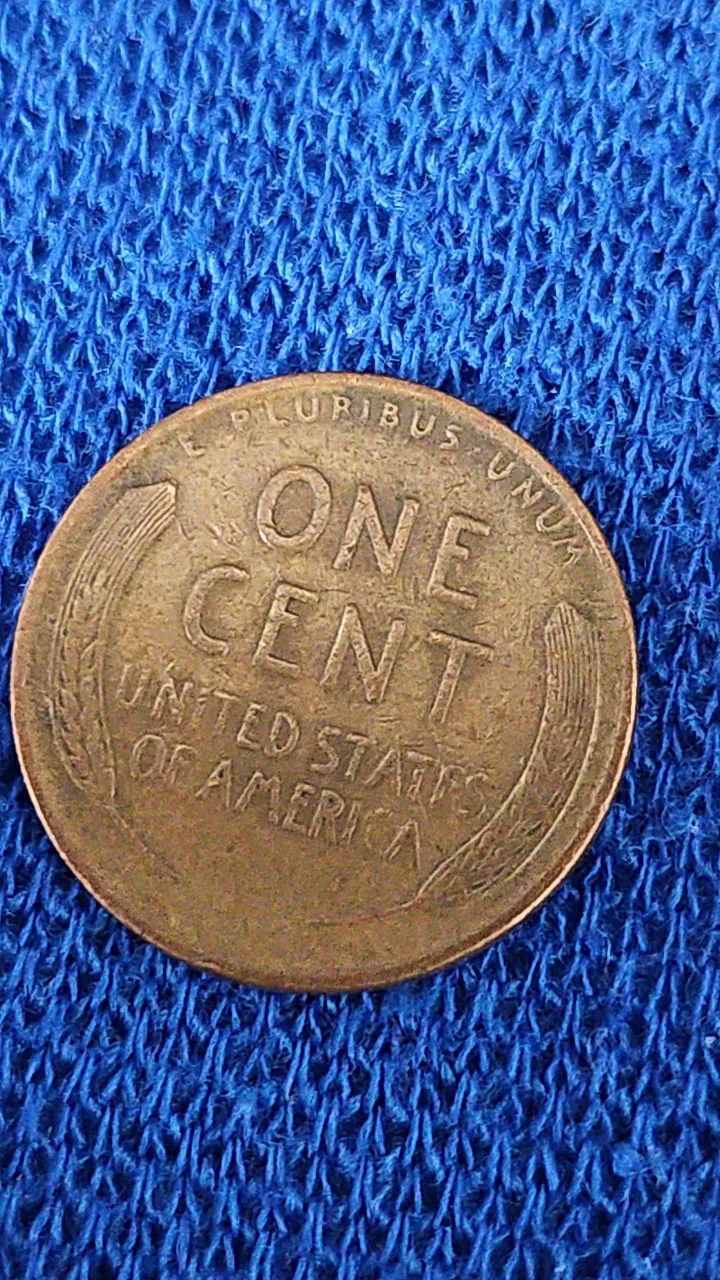 E PLURIBUS · UNUM
ONE
CENT
UNITED STATES
OF AMERICA